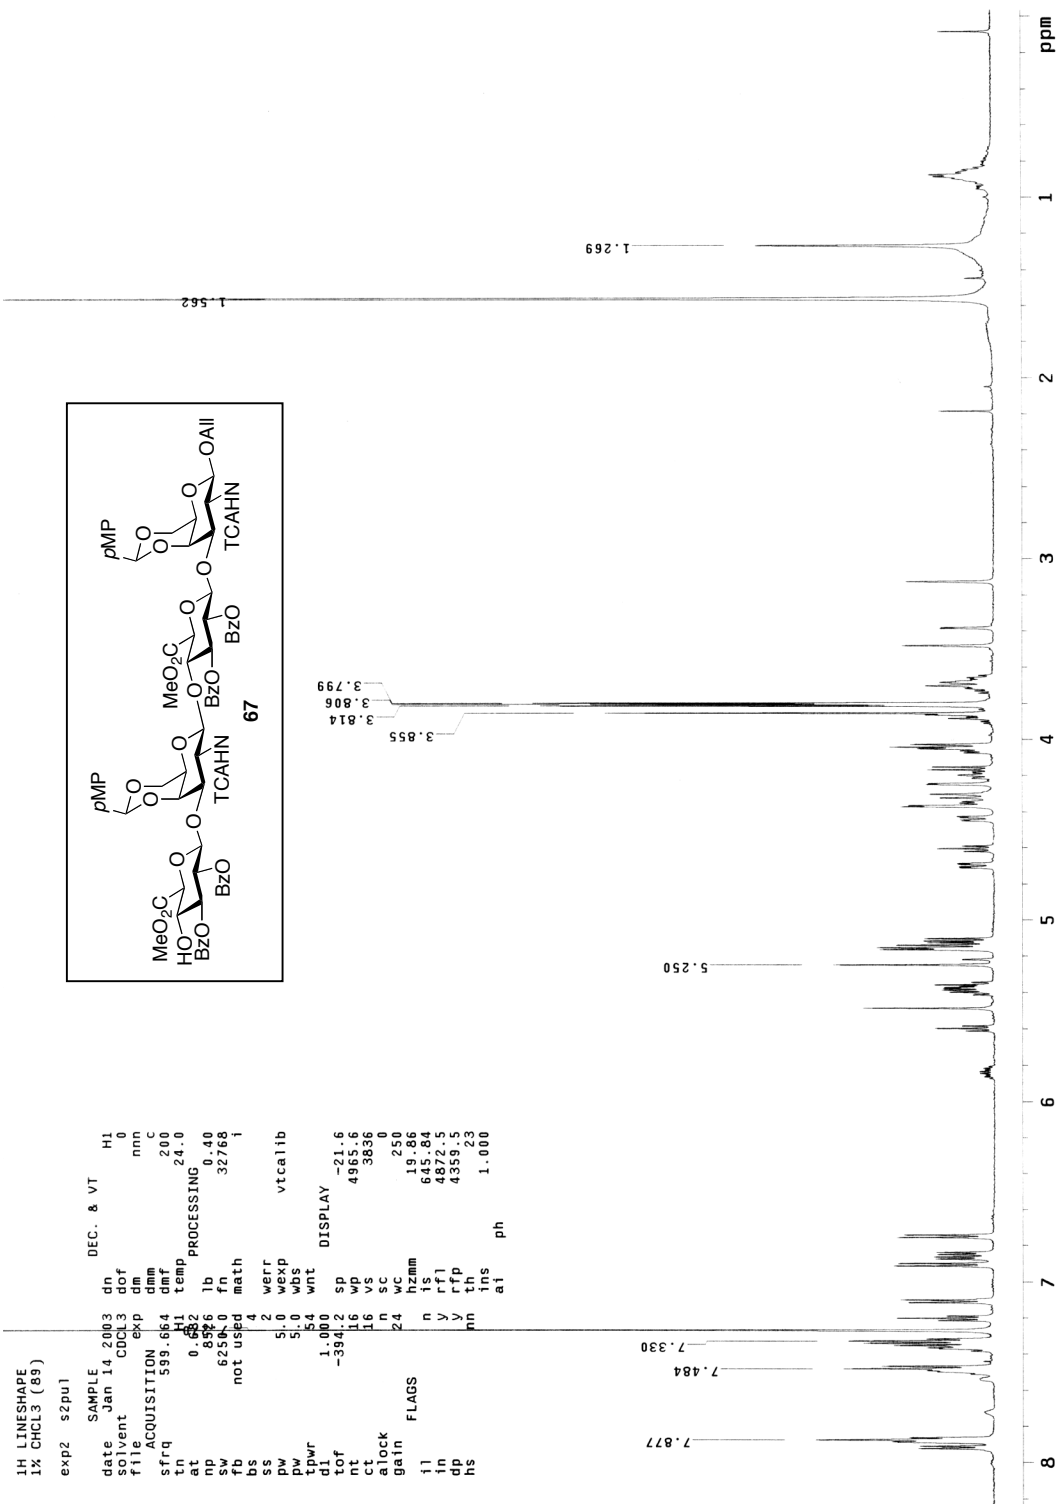 1H LINESHAPE
1% CHCL3 (89)
exp2 s2pul
SAMPLE
date Jan 14 2003
solvent CDCL3
file exp
ACQUISITION
sfrq 599.664
tn H1
at 0.682
np
sw 6250.0
fb not used
bs 4
ss 2
pw 5.0
pw 5.0
tpwr 54
d1 1.000
tof -394.2
nt 16
ct 16
alock n
gain 24
FLAGS
il n
in y
dp y
hs nn
DEC. & VT
dn H1
dof 0
dm nnn
dmm c
dmf 200
temp 24.0
PROCESSING
lb 0.40
fn 32768
math i
werr
wexp vtcalib
wbs
wnt
DISPLAY
sp -21.6
wp 4965.6
vs 3836
sc 0
wc 250
hzmm 19.86
is 645.84
rfl 4872.5
rfp 4359.5
th 23
ins 1.000
ai ph
MeO2C
HO
BzO
O
BzO
O
pMP
O
O
O
TCAHN
O
MeO2C
BzO
O
BzO
O
pMP
O
O
O
TCAHN
OAll
67
7.877
7.484
7.330
5.250
3.855
3.814
3.806
3.799
1.562
1.269
8 7 6 5 4 3 2 1 ppm